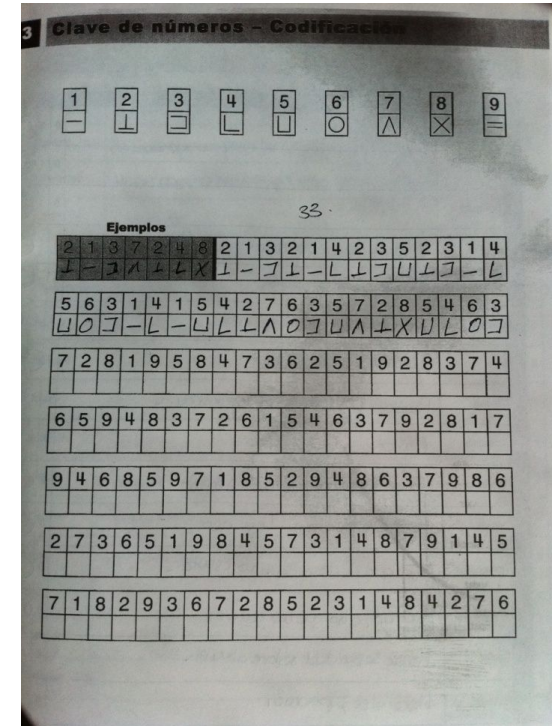 3 Clave de números – Codificación
1 2 3 4 5 6 7 8 9
— ⊥ ⊐ L ⊔ O Λ X =
33.
Ejemplos
2 1 3 7 2 4 8 2 1 3 2 1 4 2 3 5 2 3 1 4
⊥ — ⊐ Λ ⊥ L X ⊥ — ⊐ ⊥ — L ⊥ ⊐ ⊔ ⊥ ⊐ — L
5 6 3 1 4 1 5 4 2 7 6 3 5 7 2 8 5 4 6 3
⊔ O ⊐ — L — ⊔ L ⊥ Λ O ⊐ ⊔ Λ ⊥ X ⊔ L O ⊐
7 2 8 1 9 5 8 4 7 3 6 2 5 1 9 2 8 3 7 4
6 5 9 4 8 3 7 2 6 1 5 4 6 3 7 9 2 8 1 7
9 4 6 8 5 9 7 1 8 5 2 9 4 8 6 3 7 9 8 6
2 7 3 6 5 1 9 8 4 5 7 3 1 4 8 7 9 1 4 5
7 1 8 2 9 3 6 7 2 8 5 2 3 1 4 8 4 2 7 6